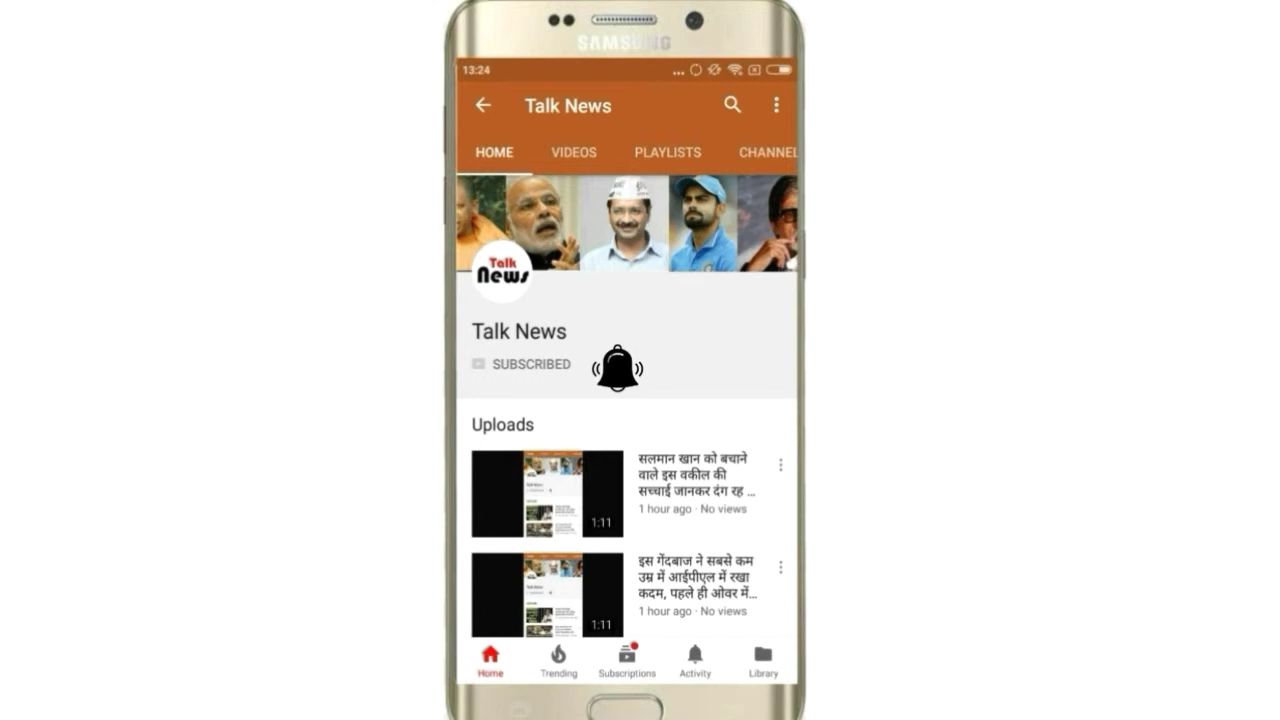 SAMSUNG
13:24
Talk News
HOME VIDEOS PLAYLISTS CHANNEL
Talk
News
Talk News
SUBSCRIBED
Uploads
सलमान खान को बचाने
वाले इस वकील की
सच्चाई जानकर दंग रह ...
1 hour ago · No views
1:11
इस गेंदबाज ने सबसे कम
उम्र में आईपीएल में रखा
कदम, पहले ही ओवर में...
1 hour ago · No views
1:11
Home Trending Subscriptions Activity Library